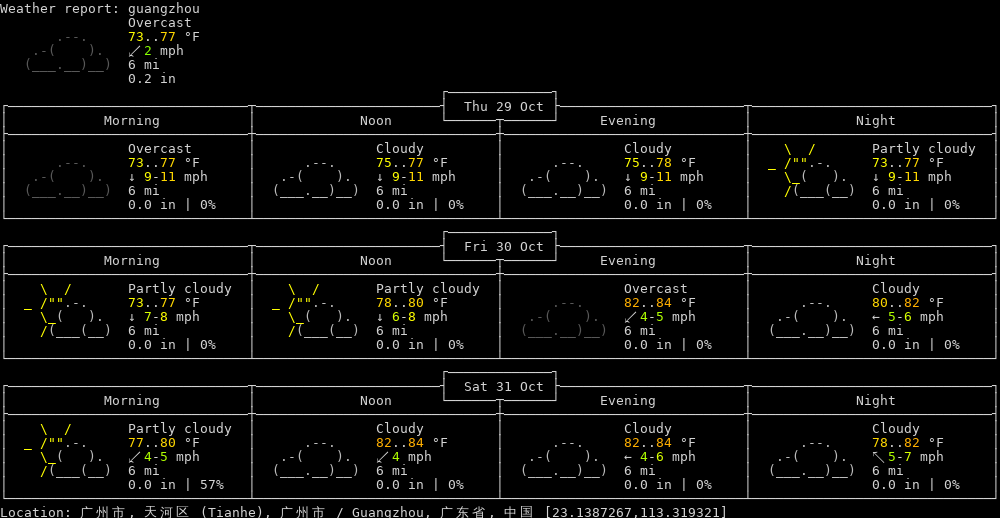 Weather report: guangzhou
Overcast
73..77 °F
↙ 2 mph
6 mi
0.2 in
Thu 29 Oct
Morning Noon Evening Night
Overcast Cloudy Cloudy Partly cloudy
73..77 °F 75..77 °F 75..78 °F 73..77 °F
↓ 9-11 mph ↓ 9-11 mph ↓ 9-11 mph ↓ 9-11 mph
6 mi 6 mi 6 mi 6 mi
0.0 in | 0% 0.0 in | 0% 0.0 in | 0% 0.0 in | 0%
Fri 30 Oct
Morning Noon Evening Night
Partly cloudy Partly cloudy Overcast Cloudy
73..77 °F 78..80 °F 82..84 °F 80..82 °F
↓ 7-8 mph ↓ 6-8 mph ↙ 4-5 mph ← 5-6 mph
6 mi 6 mi 6 mi 6 mi
0.0 in | 0% 0.0 in | 0% 0.0 in | 0% 0.0 in | 0%
Sat 31 Oct
Morning Noon Evening Night
Partly cloudy Cloudy Cloudy Cloudy
77..80 °F 82..84 °F 82..84 °F 78..82 °F
↙ 4-5 mph ↙ 4 mph ← 4-6 mph ↖ 5-7 mph
6 mi 6 mi 6 mi 6 mi
0.0 in | 57% 0.0 in | 0% 0.0 in | 0% 0.0 in | 0%
Location: 广州市, 天河区 (Tianhe), 广州市 / Guangzhou, 广东省, 中国 [23.1387267,113.319321]